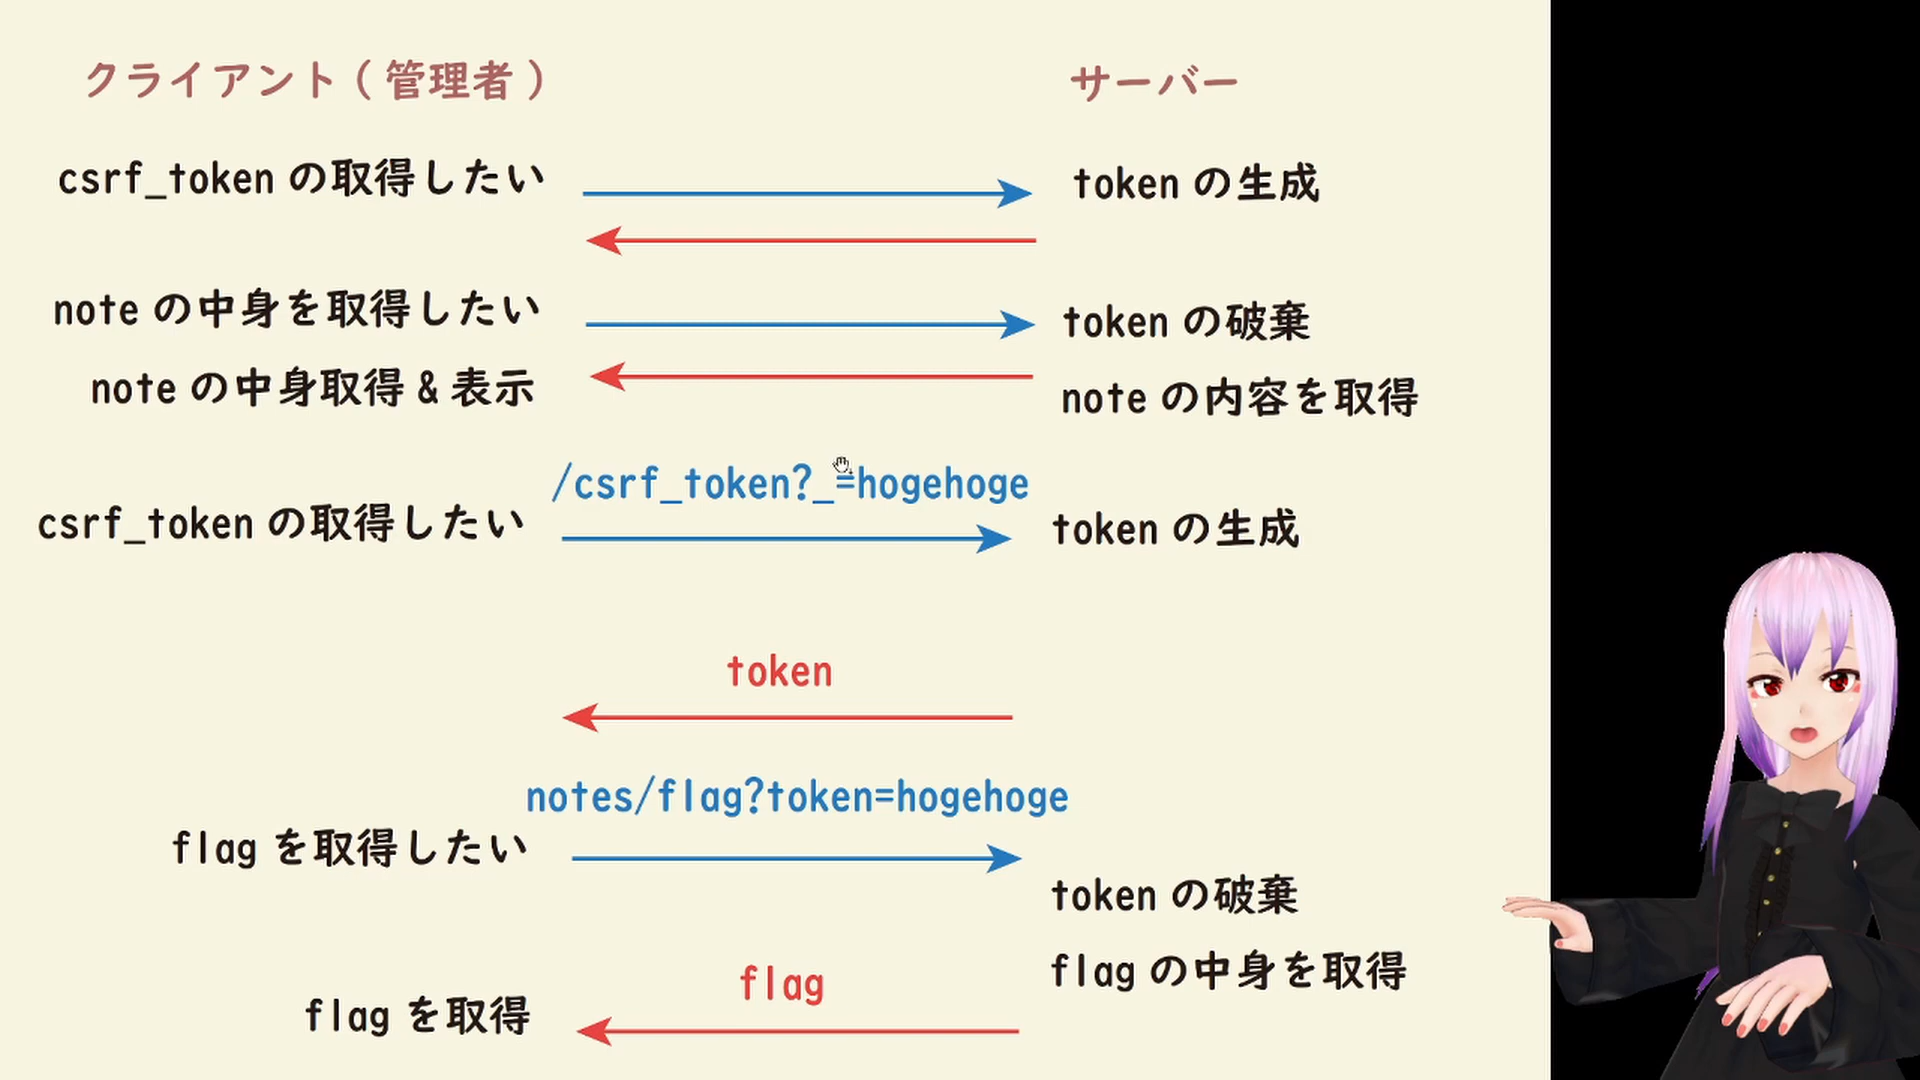 クライアント ( 管理者 )
サーバー
csrf_token の取得したい
token の生成
note の中身を取得したい
token の破棄
note の中身取得 & 表示
note の内容を取得
/csrf_token?_=hogehoge
csrf_token の取得したい
token の生成
token
notes/flag?token=hogehoge
flag を取得したい
token の破棄
flag の中身を取得
flag
flag を取得